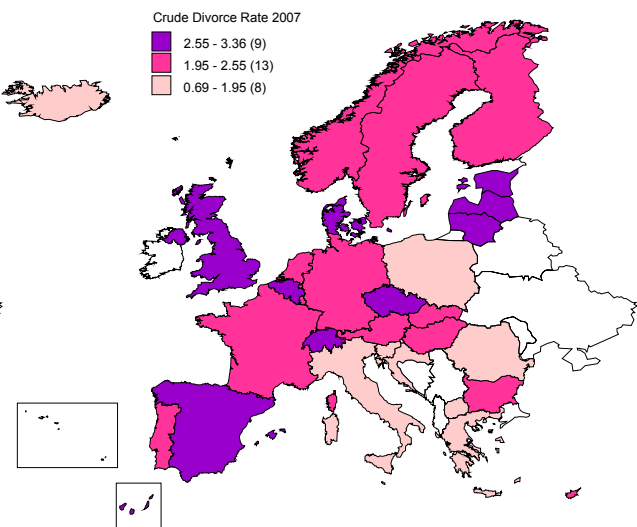 Crude Divorce Rate 2007
2.55 - 3.36 (9)
1.95 - 2.55 (13)
0.69 - 1.95 (8)